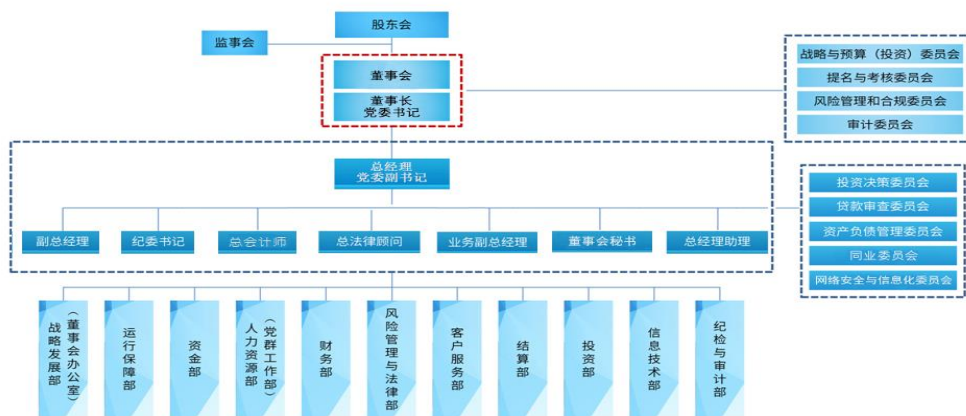 股东会
监事会
董事会
董事长
党委书记
战略与预算（投资）委员会
提名与考核委员会
风险管理和合规委员会
审计委员会
总经理
党委副书记
投资决策委员会
贷款审查委员会
资产负债管理委员会
同业委员会
网络安全与信息化委员会
副总经理
纪委书记
总会计师
总法律顾问
业务副总经理
董事会秘书
总经理助理
战略发展部
（董事会办公室）
运行保障部
资金部
人力资源部
（党群工作部）
财务部
风险管理与法律部
客户服务部
结算部
投资部
信息技术部
纪检与审计部